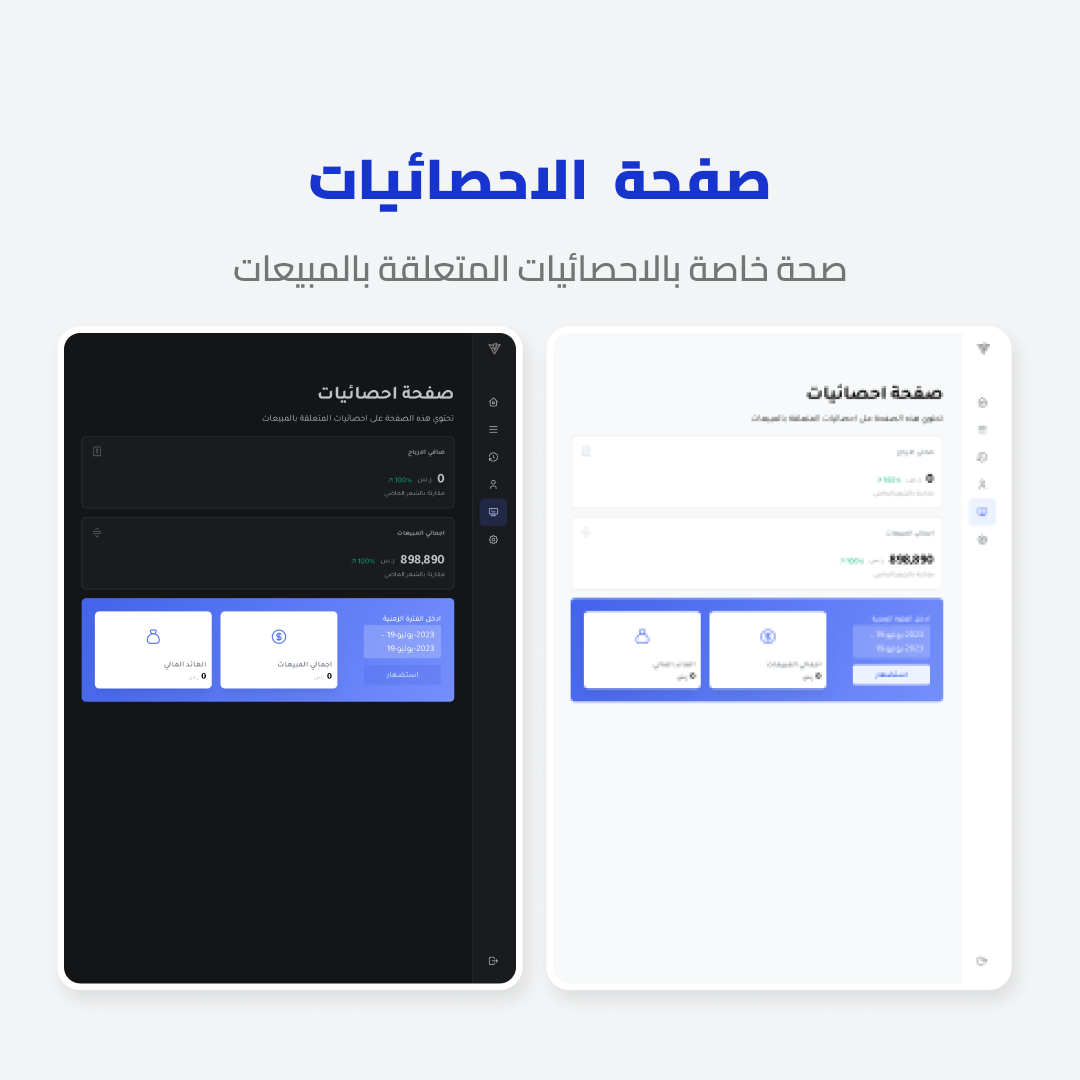 صفحة الاحصائيات
صحة خاصة بالاحصائيات المتعلقة بالمبيعات
صفحة احصائيات
تحتوي هذه الصفحة على احصائيات المتعلقة بالمبيعات
صافي الارباح
0 ر.س 100%
مقارنة بالشهر الماضي
اجمالي المبيعات
898,890 ر.س 100%
مقارنة بالشهر الماضي
ادخل الفترة الزمنية
2023-يوليو-19 -
2023-يوليو-19
استضهار
اجمالي المبيعات
0 ر.س
العائد المالي
0 ر.س
صفحة احصائيات
تحتوي هذه الصفحة على احصائيات المتعلقة بالمبيعات
صافي الارباح
0 ر.س 100%
مقارنة بالشهر الماضي
اجمالي المبيعات
898,890 ر.س 100%
مقارنة بالشهر الماضي
ادخل الفترة الزمنية
2023-يوليو-19 -
2023-يوليو-19
استضهار
اجمالي المبيعات
0 ر.س
العائد المالي
0 ر.س